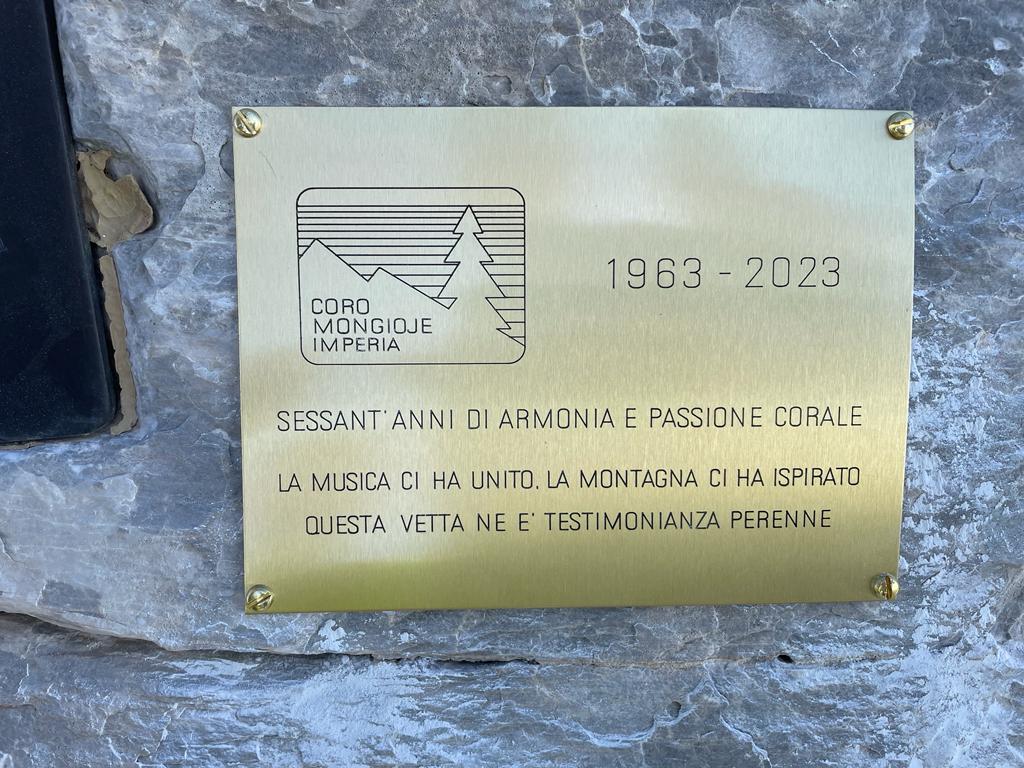 CORO
MONGIOJE
IMPERIA
1963 - 2023
SESSANT'ANNI DI ARMONIA E PASSIONE CORALE
LA MUSICA CI HA UNITO, LA MONTAGNA CI HA ISPIRATO
QUESTA VETTA NE E' TESTIMONIANZA PERENNE